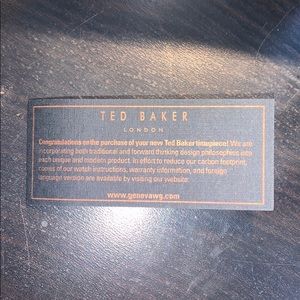 TED BAKER
LONDON
Congratulations on the purchase of your new Ted Baker timepiece! We are
incorporating both traditional and forward thinking design philosophies into
each unique and modern product. In effort to reduce our carbon footprint,
copies of our watch instructions, warranty information, and foreign
language version are available by visiting our website:
www.genevawg.com